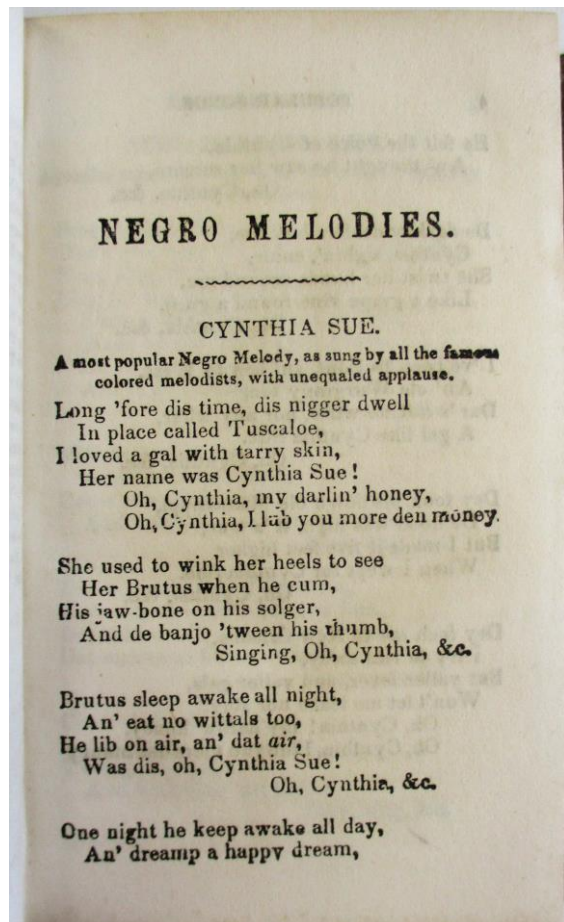 NEGRO MELODIES.
CYNTHIA SUE.
A most popular Negro Melody, as sung by all the famous
colored melodists, with unequaled applause.
Long 'fore dis time, dis nigger dwell
In place called Tuscaloe,
I loved a gal with tarry skin,
Her name was Cynthia Sue!
Oh, Cynthia, my darlin' honey,
Oh, Cynthia, I lub you more den money.
She used to wink her heels to see
Her Brutus when he cum,
His jaw-bone on his solger,
And de banjo 'tween his thumb,
Singing, Oh, Cynthia, &c.
Brutus sleep awake all night,
An' eat no wittals too,
He lib on air, an' dat air,
Was dis, oh, Cynthia Sue!
Oh, Cynthia, &c.
One night he keep awake all day,
An' dreamp a happy dream,